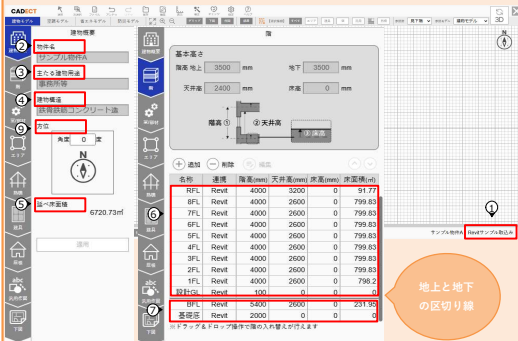 CADECT
建築モデル
建物概要
② 物件名
サンプル物件A
③ 主たる建物用途
事務所等
④ 建物構造
鉄骨鉄筋コンクリート造
⑨ 方位
角度 0 度
N
⑤ 延べ床面積
6720.73㎡
適用
階
基本高さ
階高 地上 3500 mm 地下 3500 mm
天井高 2400 mm 床高 0 mm
階高 ① ② 天井高
③ 床高
追加 削除 編集
名称 連携 階高(mm) 天井高(mm) 床高(mm) 床面積(㎡)
⑥
RFL Revit 4000 3200 0 91.77
8FL Revit 4000 2600 0 799.83
7FL Revit 4000 2600 0 799.83
6FL Revit 4000 2600 0 799.83
5FL Revit 4000 2600 0 799.83
4FL Revit 4000 2600 0 799.83
3FL Revit 4000 2600 0 799.83
2FL Revit 4000 2600 0 799.83
1FL Revit 4000 2600 0 798.2
設計GL Revit 100 0 0 0
⑦
BFL Revit 5400 2600 0 231.95
基礎底 Revit 2000 0 0 0
※ドラッグ&ドロップ操作で階の入れ替えが行えます
N
3D
①
サンプル物件A Revitサンプル取込み
地上と地下
の区切り線